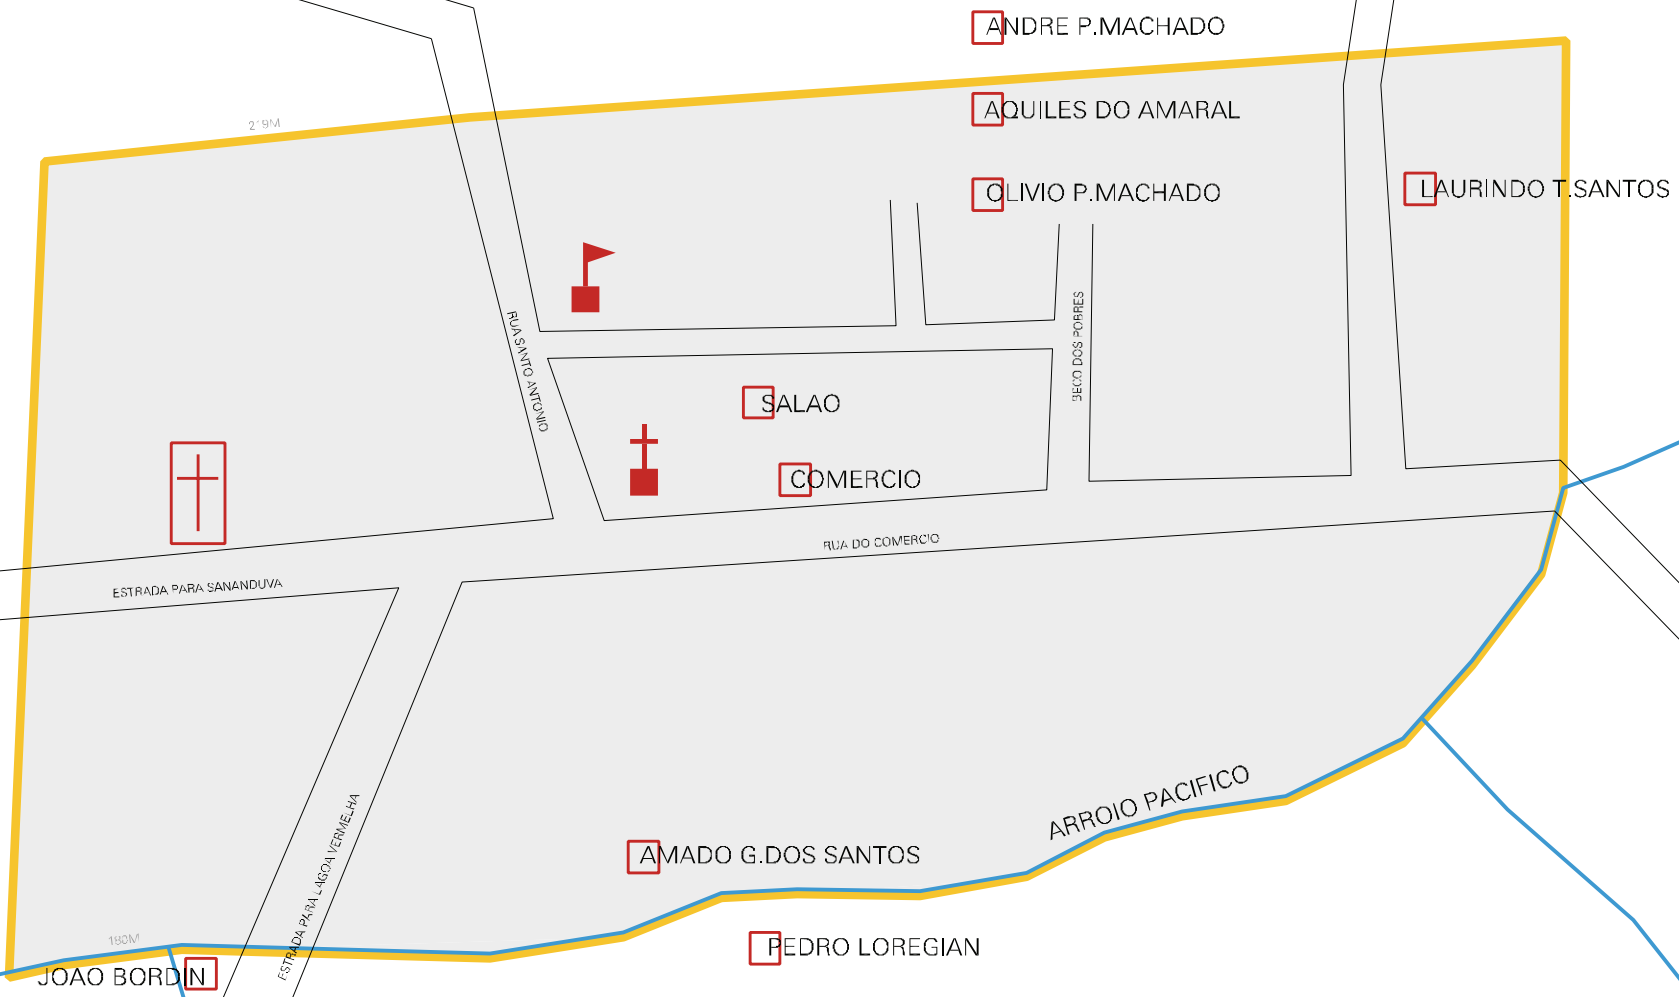 ANDRE P.MACHADO
AQUILES DO AMARAL
219M
OLIVIO P.MACHADO
LAURINDO T.SANTOS
RUA SANTO ANTONIO
BECO DOS POBRES
SALAO
COMERCIO
RUA DO COMERCIO
ESTRADA PARA SANANDUVA
ARROIO PACIFICO
ESTRADA PARA LAGOA VERMELHA
AMADO G.DOS SANTOS
180M
PEDRO LOREGIAN
JOAO BORDIN